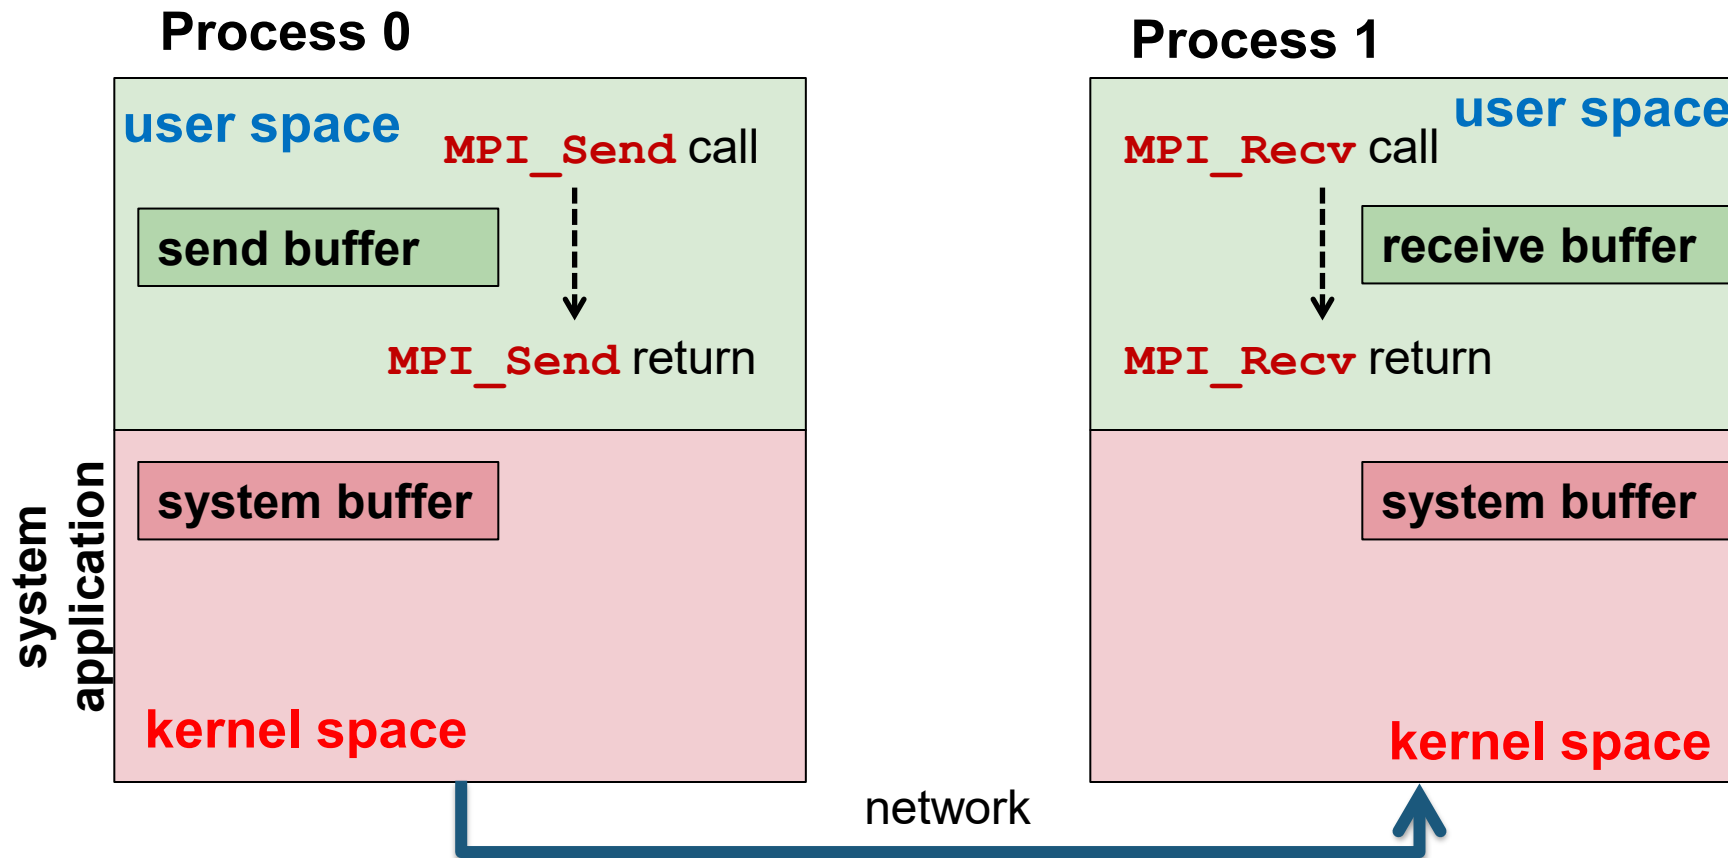 Process 0
user space
MPI_Send call
send buffer
MPI_Send return
system buffer
kernel space
system
application
network
Process 1
user space
MPI_Recv call
receive buffer
MPI_Recv return
system buffer
kernel space